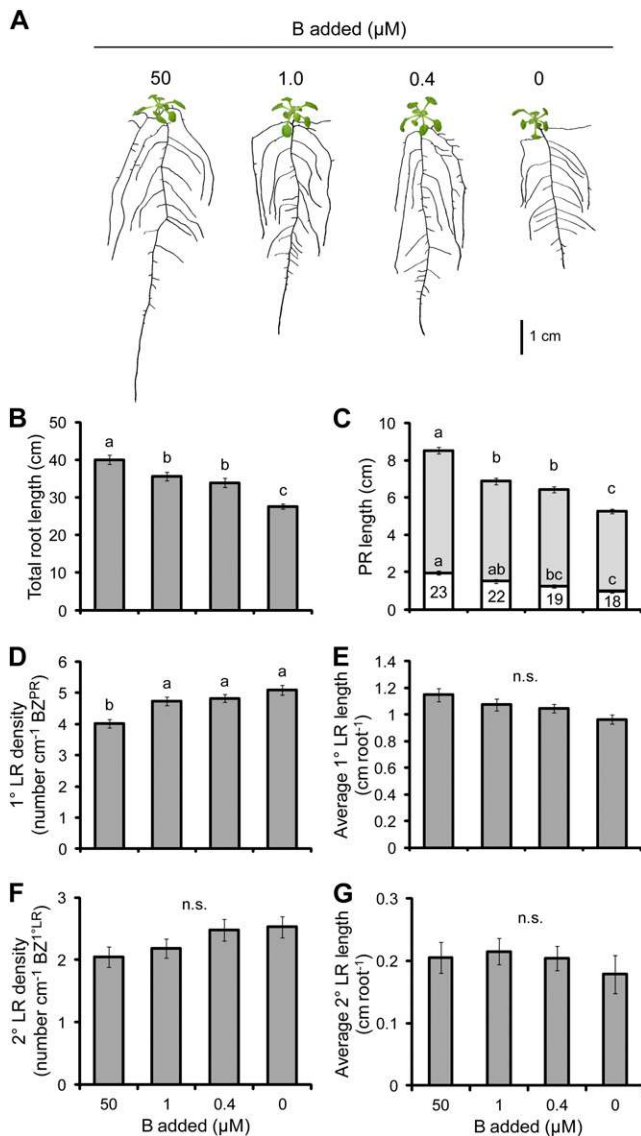 A
B added (μM)
50 1.0 0.4 0
1 cm
B
Total root length (cm)
50
40
30
20
10
0
a b b c
C
PR length (cm)
10
8
6
4
2
0
a b b c
a ab bc c
23 22 19 18
D
1° LR density
(number cm⁻¹ BZᴾᴿ)
6
5
4
3
2
1
0
b a a a
E
Average 1° LR length
(cm root⁻¹)
1.4
1.2
1
0.8
0.6
0.4
0.2
0
n.s.
F
2° LR density
(number cm⁻¹ BZ¹°ᴸᴿ)
3
2
1
0
n.s.
50 1 0.4 0
B added (μM)
G
Average 2° LR length
(cm root⁻¹)
0.3
0.2
0.1
0
n.s.
50 1 0.4 0
B added (μM)